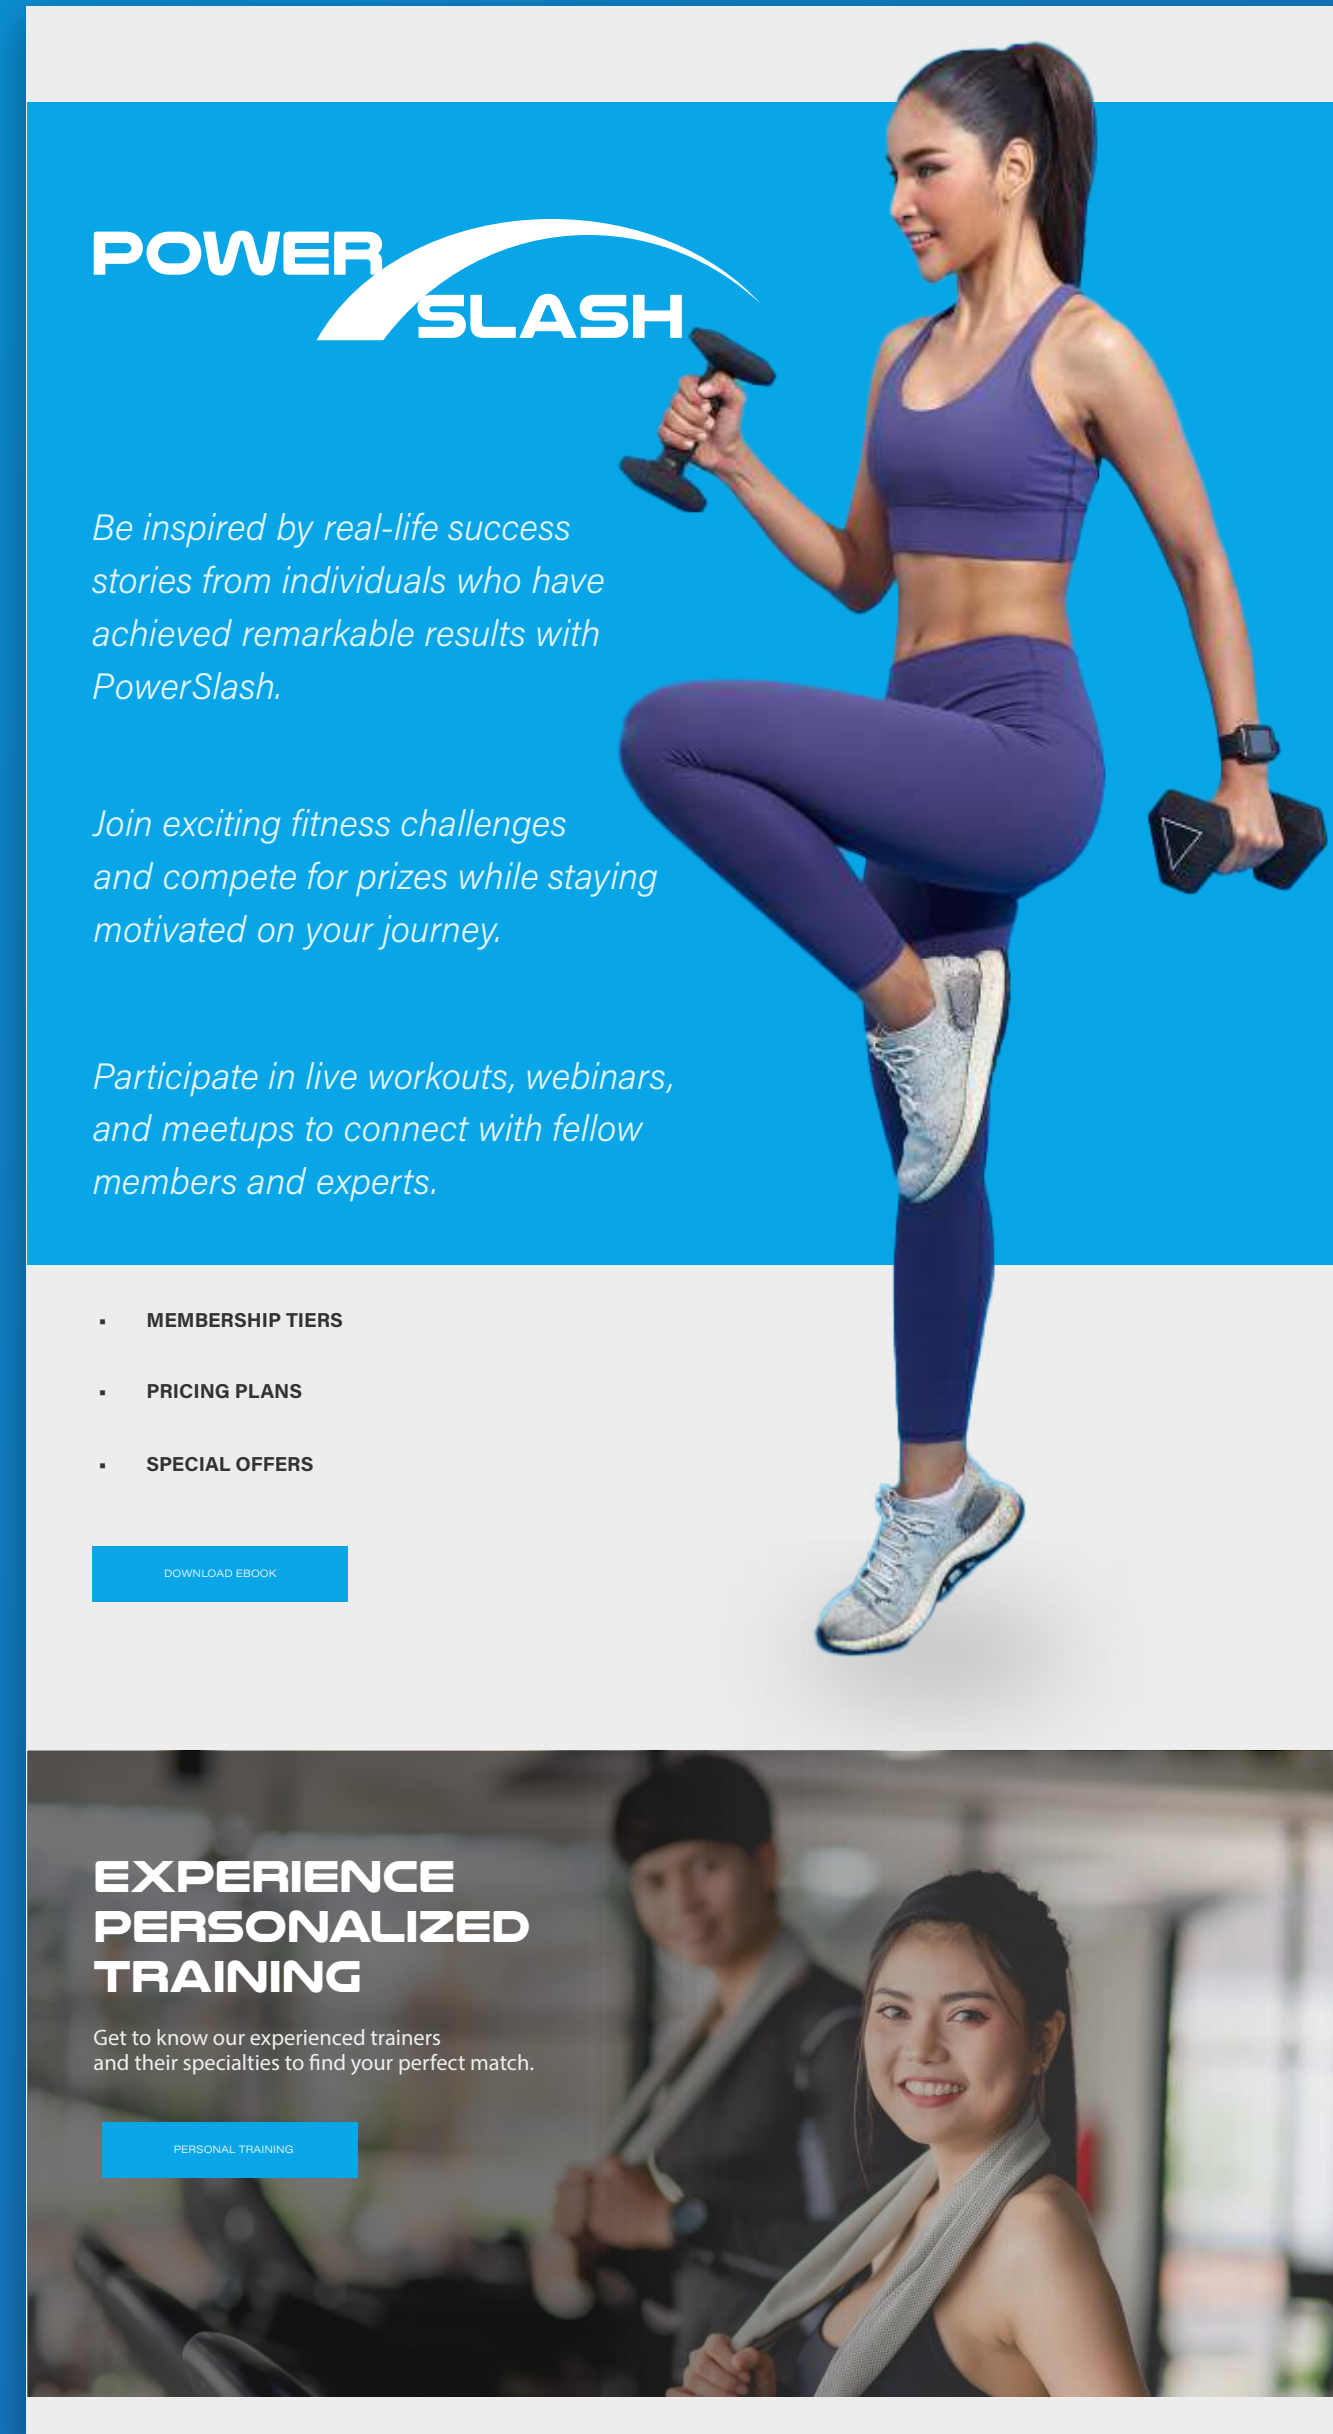 POWER
SLASH
Be inspired by real-life success
stories from individuals who have
achieved remarkable results with
PowerSlash.
Join exciting fitness challenges
and compete for prizes while staying
motivated on your journey.
Participate in live workouts, webinars,
and meetups to connect with fellow
members and experts.
▪ MEMBERSHIP TIERS
▪ PRICING PLANS
▪ SPECIAL OFFERS
DOWNLOAD EBOOK
EXPERIENCE
PERSONALIZED
TRAINING
Get to know our experienced trainers
and their specialties to find your perfect match.
PERSONAL TRAINING